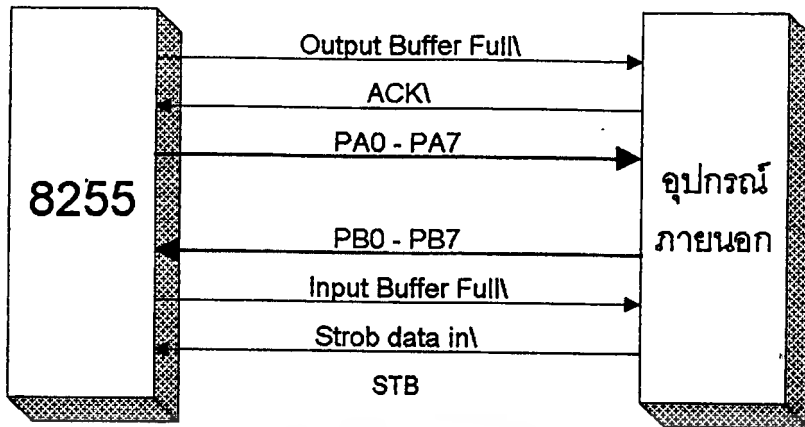 Output Buffer Full\
ACK\
PA0 - PA7
8255
อุปกรณ์
ภายนอก
PB0 - PB7
Input Buffer Full\
Strob data in\
STB